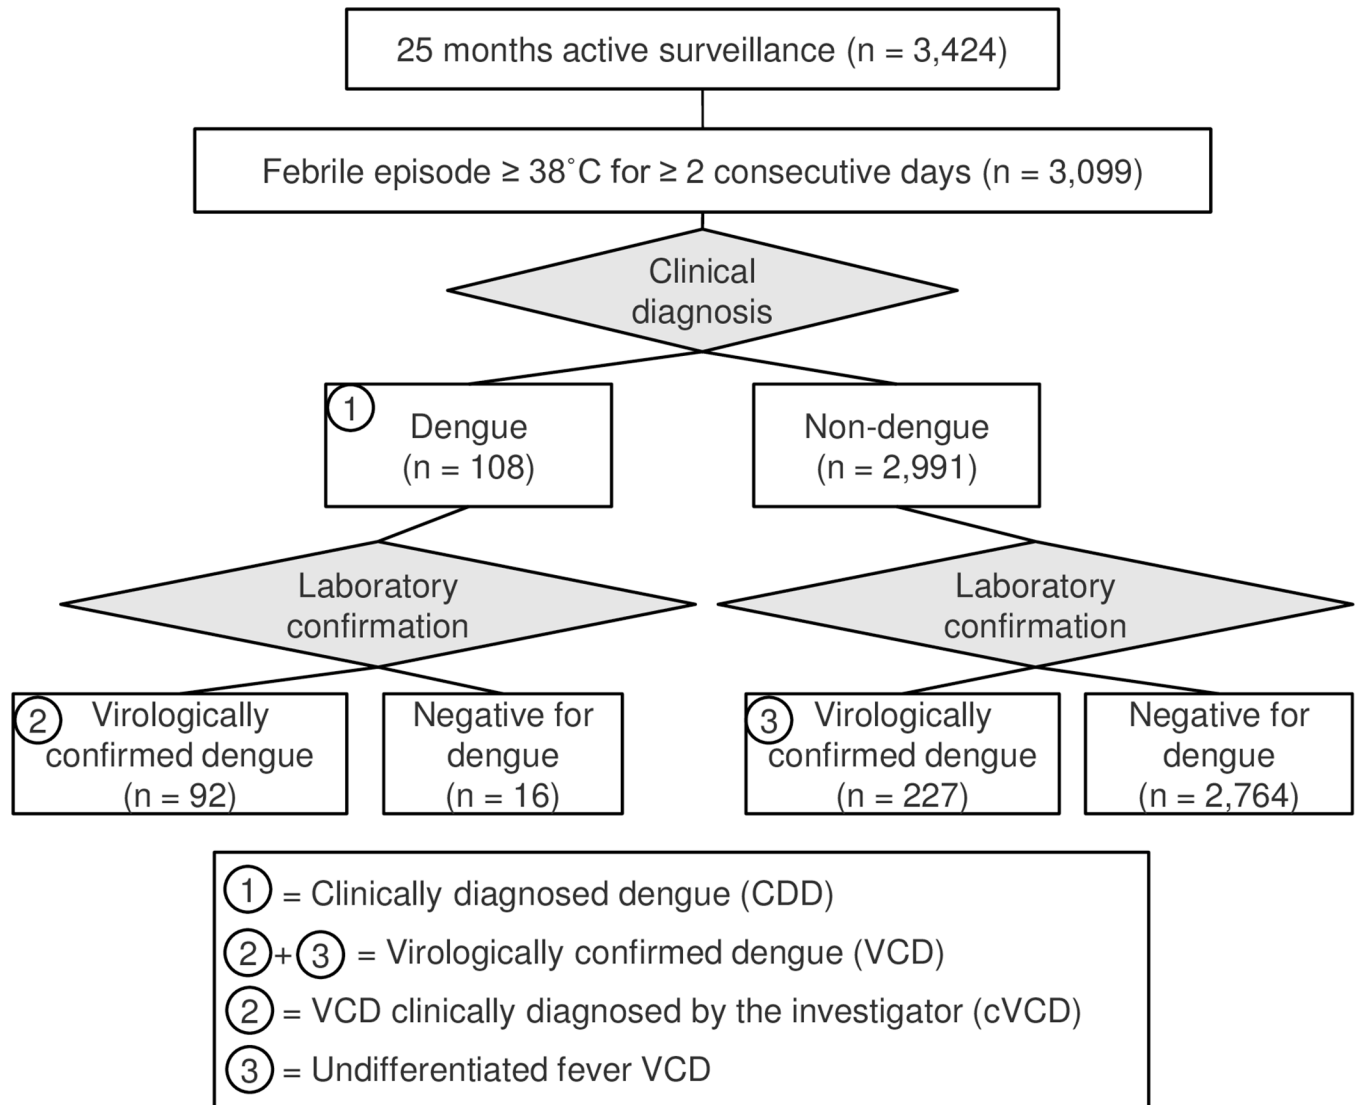 25 months active surveillance (n = 3,424)
Febrile episode ≥ 38˚C for ≥ 2 consecutive days (n = 3,099)
Clinical
diagnosis
1
Dengue
(n = 108)
Non-dengue
(n = 2,991)
Laboratory
confirmation
Laboratory
confirmation
2 Virologically
confirmed dengue
(n = 92)
Negative for
dengue
(n = 16)
3 Virologically
confirmed dengue
(n = 227)
Negative for
dengue
(n = 2,764)
1 = Clinically diagnosed dengue (CDD)
2+3 = Virologically confirmed dengue (VCD)
2 = VCD clinically diagnosed by the investigator (cVCD)
3 = Undifferentiated fever VCD